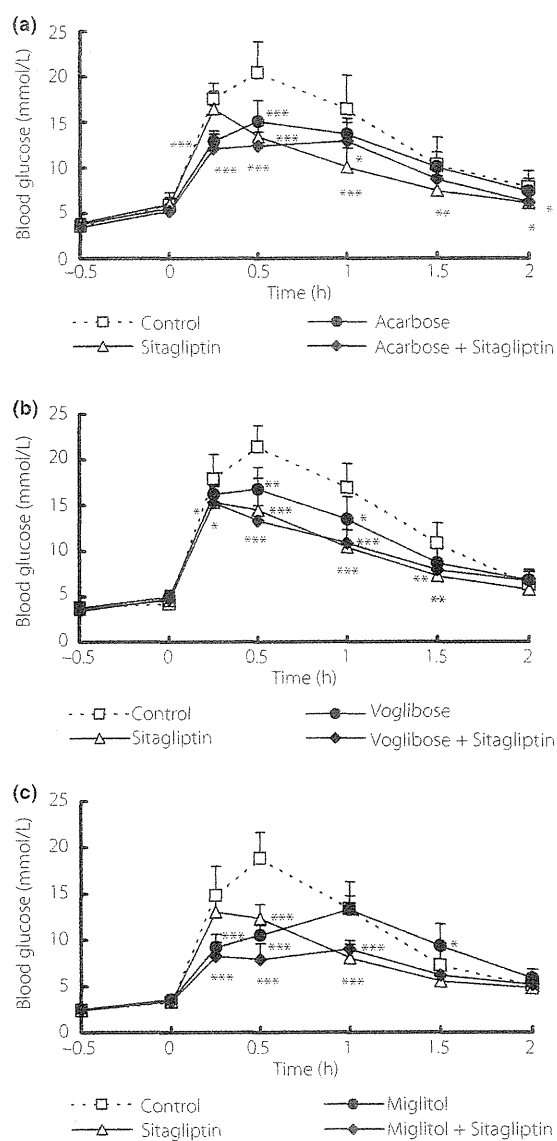 (a)
25
20
15
10
5
0
Blood glucose (mmol/L)
***
***
***
***
***
*
***
**
*
*
−0.5 0 0.5 1 1.5 2
Time (h)
Control Acarbose
Sitagliptin Acarbose + Sitagliptin
(b)
25
20
15
10
5
0
Blood glucose (mmol/L)
*
*
**
***
***
*
***
***
**
**
−0.5 0 0.5 1 1.5 2
Time (h)
Control Voglibose
Sitagliptin Voglibose + Sitagliptin
(c)
25
20
15
10
5
0
Blood glucose (mmol/L)
***
***
***
***
***
***
***
*
−0.5 0 0.5 1 1.5 2
Time (h)
Control Miglitol
Sitagliptin Miglitol + Sitagliptin